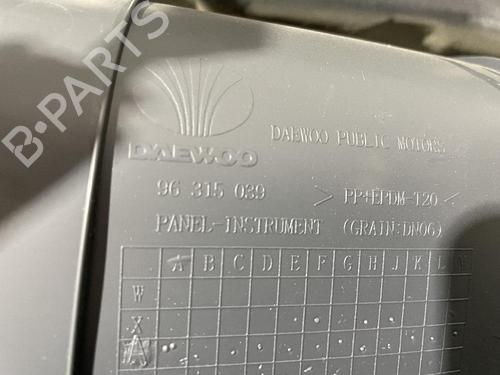 B-PARTS
DAEWOO
DAEWOO PUBLIC MOTORS
96 315 039 > PP+EPDM-T20 <
PANEL-INSTRUMENT (GRAIN:DN06)
A B C D E F G H J K L
W
X
A